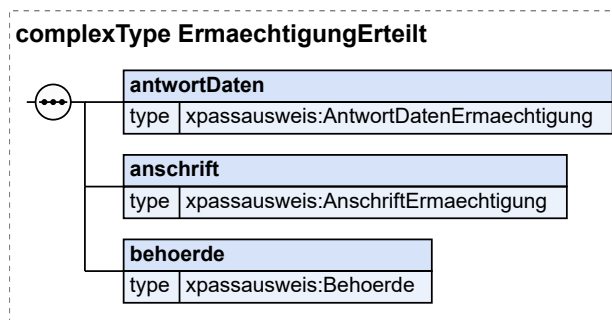 complexType ErmaechtigungErteilt
antwortDaten
type xpassausweis:AntwortDatenErmaechtigung
anschrift
type xpassausweis:AnschriftErmaechtigung
behoerde
type xpassausweis:Behoerde